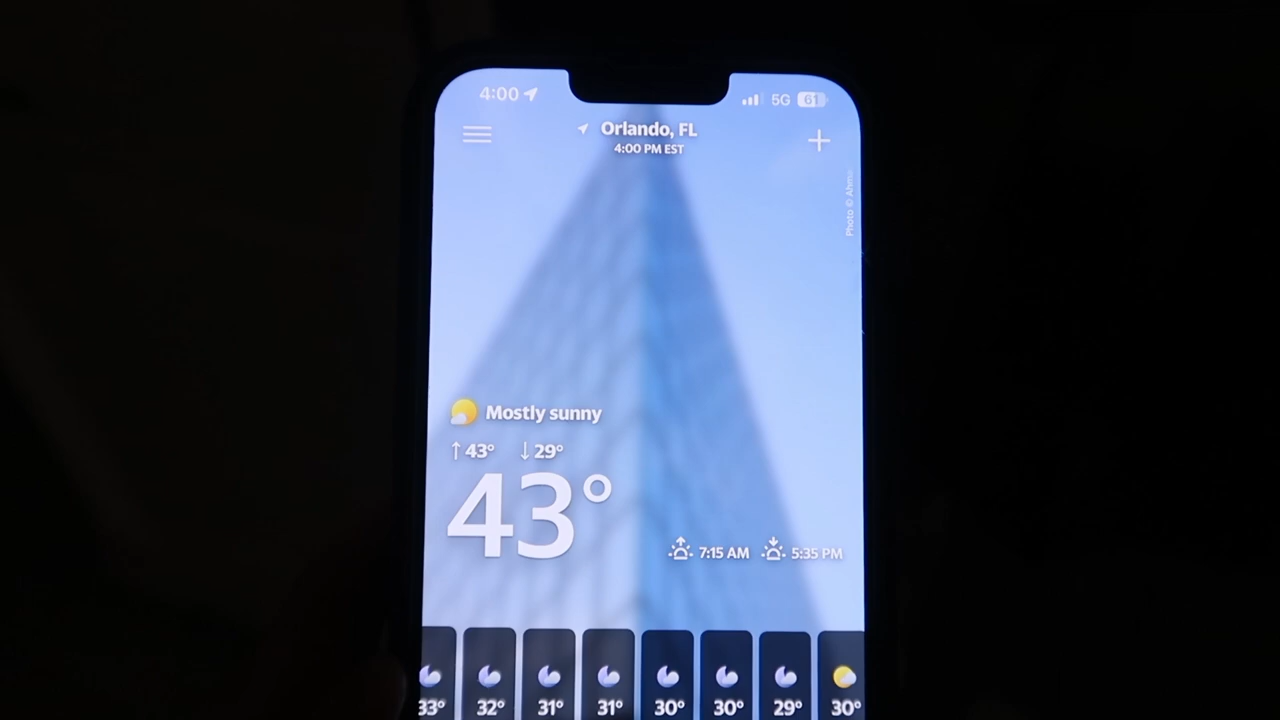 4:00
5G 61
Orlando, FL
4:00 PM EST
Photo © Ahma
Mostly sunny
↑43° ↓29°
43°
7:15 AM 5:35 PM
33° 32° 31° 31° 30° 30° 29° 30°